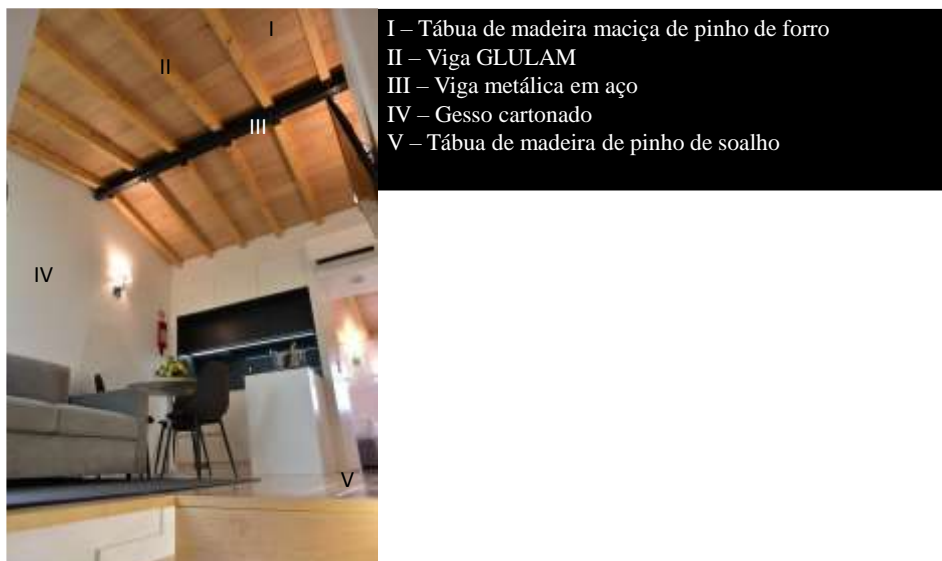 I
II
III
IV
V
I – Tábua de madeira maciça de pinho de forro
II – Viga GLULAM
III – Viga metálica em aço
IV – Gesso cartonado
V – Tábua de madeira de pinho de soalho